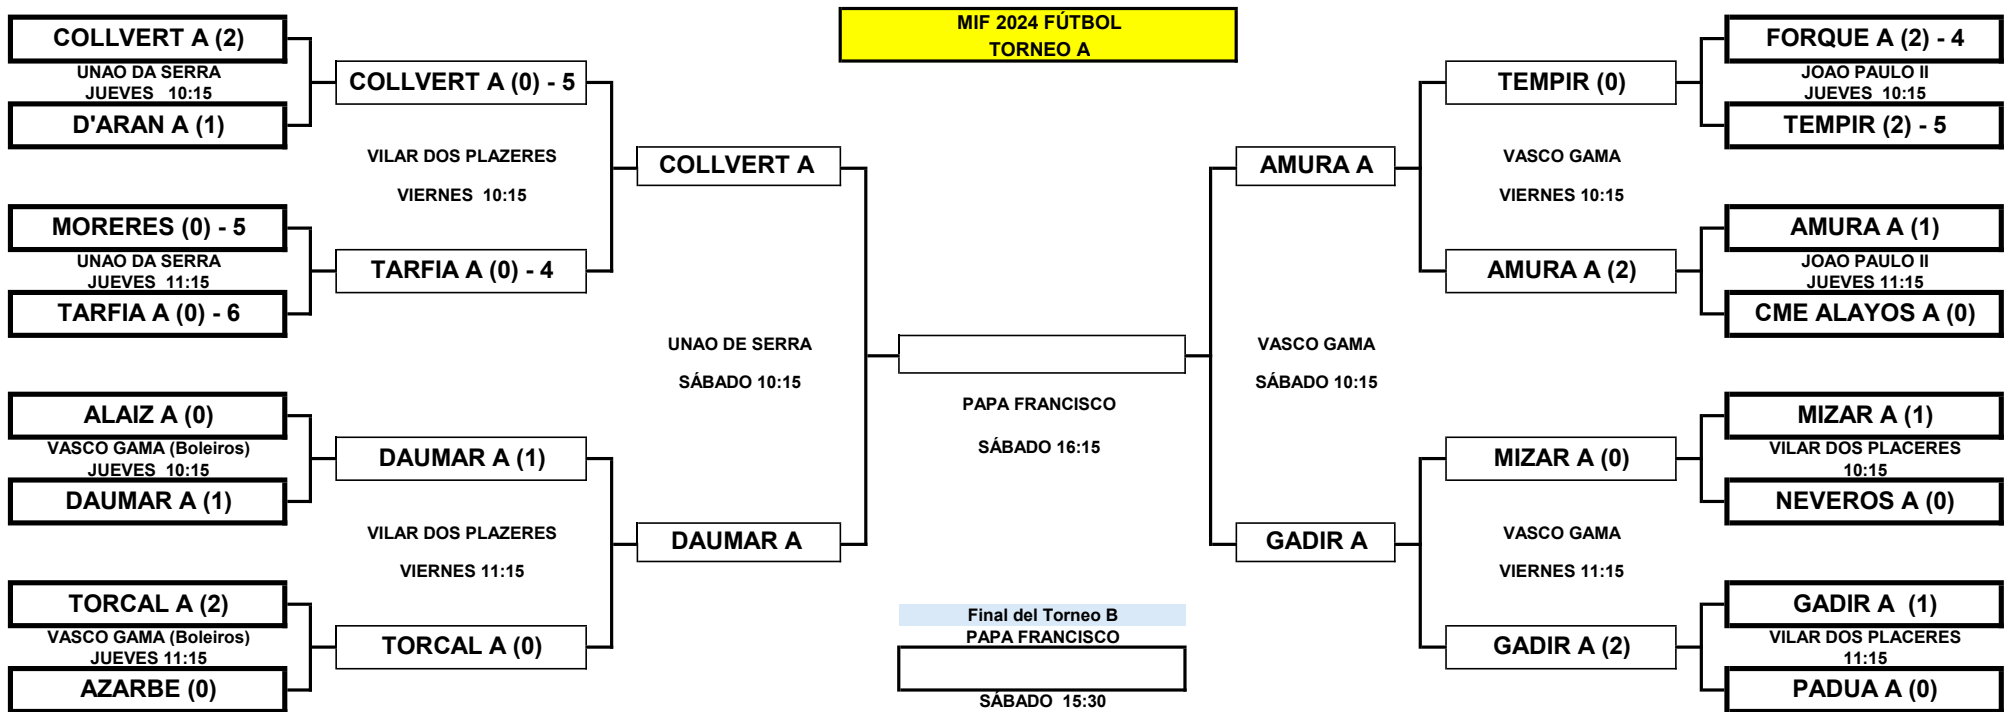 MIF 2024 FÚTBOL
TORNEO A
COLLVERT A (2)
UNAO DA SERRA
JUEVES 10:15
D'ARAN A (1)
MORERES (0) - 5
UNAO DA SERRA
JUEVES 11:15
TARFIA A (0) - 6
ALAIZ A (0)
VASCO GAMA (Boleiros)
JUEVES 10:15
DAUMAR A (1)
TORCAL A (2)
VASCO GAMA (Boleiros)
JUEVES 11:15
AZARBE (0)
COLLVERT A (0) - 5
VILAR DOS PLAZERES
VIERNES 10:15
TARFIA A (0) - 4
DAUMAR A (1)
VILAR DOS PLAZERES
VIERNES 11:15
TORCAL A (0)
COLLVERT A
UNAO DE SERRA
SÁBADO 10:15
DAUMAR A
PAPA FRANCISCO
SÁBADO 16:15
Final del Torneo B
PAPA FRANCISCO
SÁBADO 15:30
AMURA A
VASCO GAMA
SÁBADO 10:15
GADIR A
TEMPIR (0)
VASCO GAMA
VIERNES 10:15
AMURA A (2)
MIZAR A (0)
VASCO GAMA
VIERNES 11:15
GADIR A (2)
FORQUE A (2) - 4
JOAO PAULO II
JUEVES 10:15
TEMPIR (2) - 5
AMURA A (1)
JOAO PAULO II
JUEVES 11:15
CME ALAYOS A (0)
MIZAR A (1)
VILAR DOS PLACERES
10:15
NEVEROS A (0)
GADIR A (1)
VILAR DOS PLACERES
11:15
PADUA A (0)